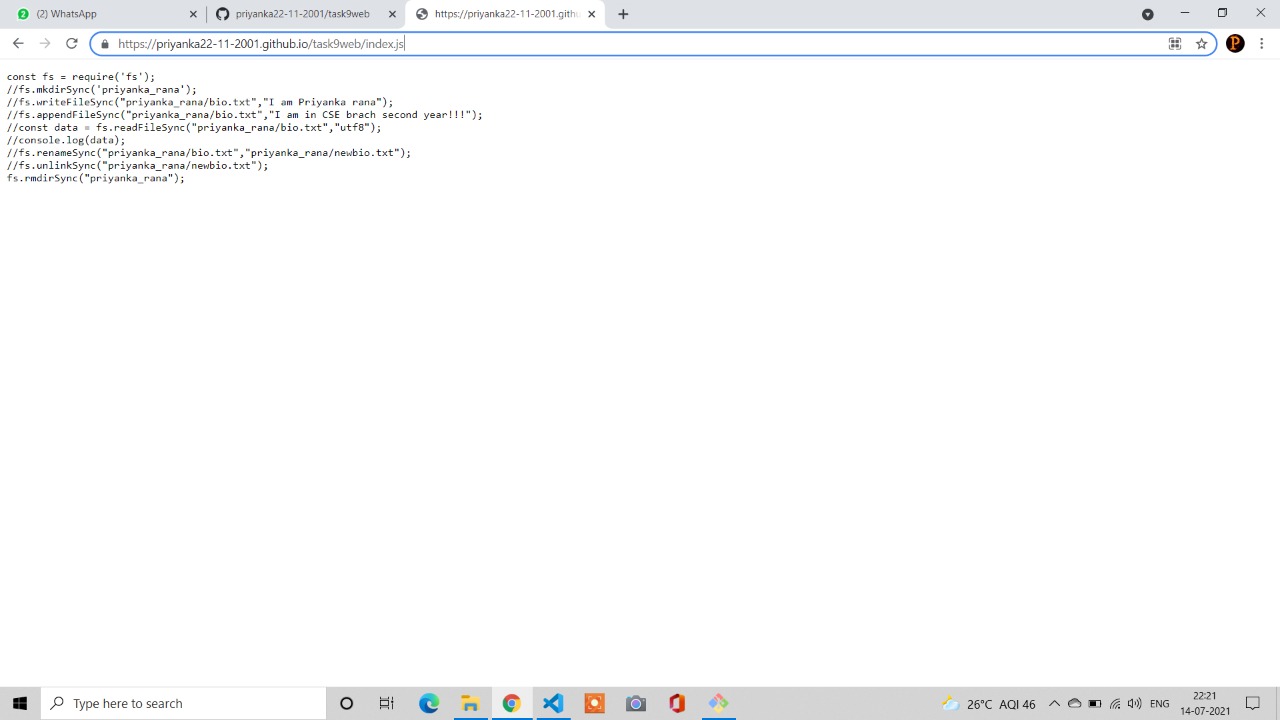 (2) WhatsApp
priyanka22-11-2001/task9web
https://priyanka22-11-2001.gith
https://priyanka22-11-2001.github.io/task9web/index.js
P
const fs = require('fs');
//fs.mkdirSync('priyanka_rana');
//fs.writeFileSync("priyanka_rana/bio.txt","I am Priyanka rana");
//fs.appendFileSync("priyanka_rana/bio.txt","I am in CSE brach second year!!!");
//const data = fs.readFileSync("priyanka_rana/bio.txt","utf8");
//console.log(data);
//fs.renameSync("priyanka_rana/bio.txt","priyanka_rana/newbio.txt");
//fs.unlinkSync("priyanka_rana/newbio.txt");
fs.rmdirSync("priyanka_rana");
Type here to search
26°C AQI 46
ENG
22:21
14-07-2021